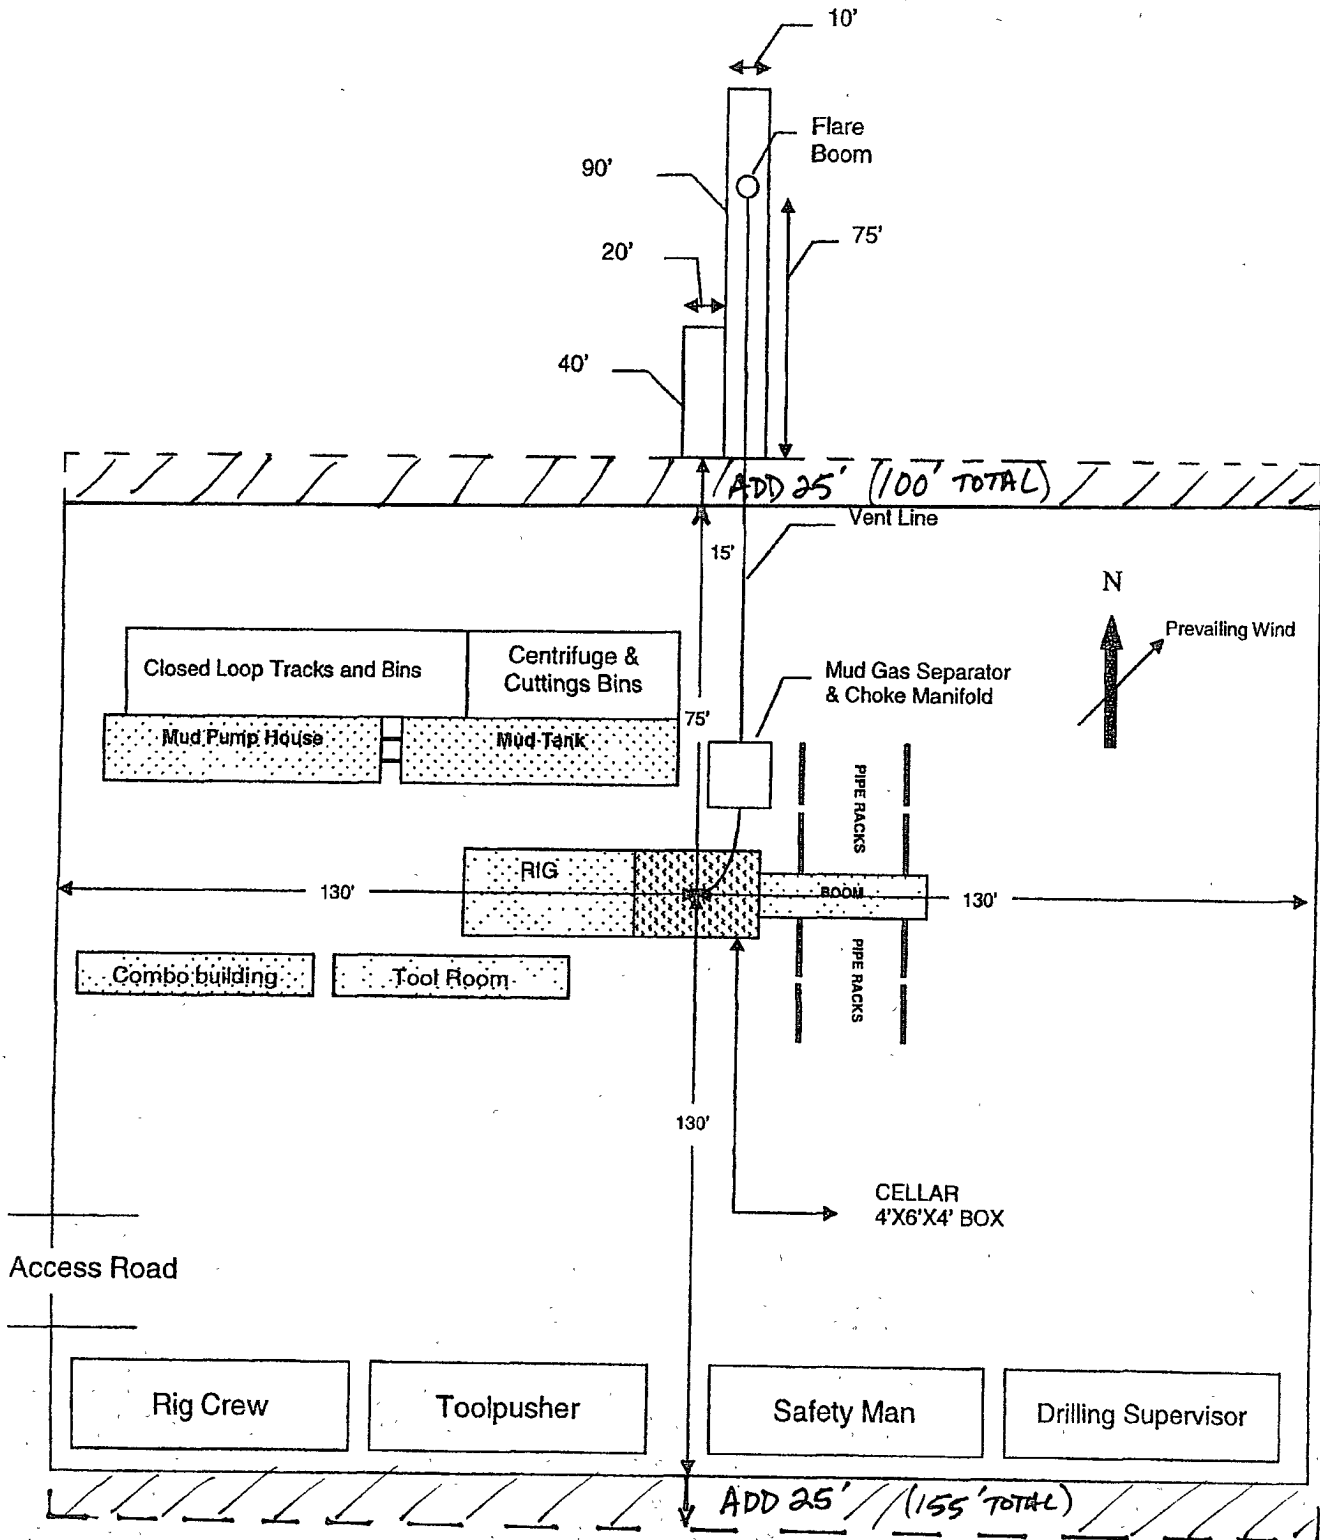 10'
Flare
Boom
90'
75'
20'
40'
ADD 25' (100' TOTAL)
Vent Line
15'
N
Prevailing Wind
Closed Loop Tracks and Bins
Centrifuge &
Cuttings Bins
Mud Gas Separator
& Choke Manifold
75'
Mud Pump House
Mud Tank
PIPE RACKS
RIG
130'
BOOM
130'
Combo building
Tool Room
PIPE RACKS
130'
CELLAR
4'X6'X4' BOX
Access Road
Rig Crew
Toolpusher
Safety Man
Drilling Supervisor
ADD 25' (155' TOTAL)